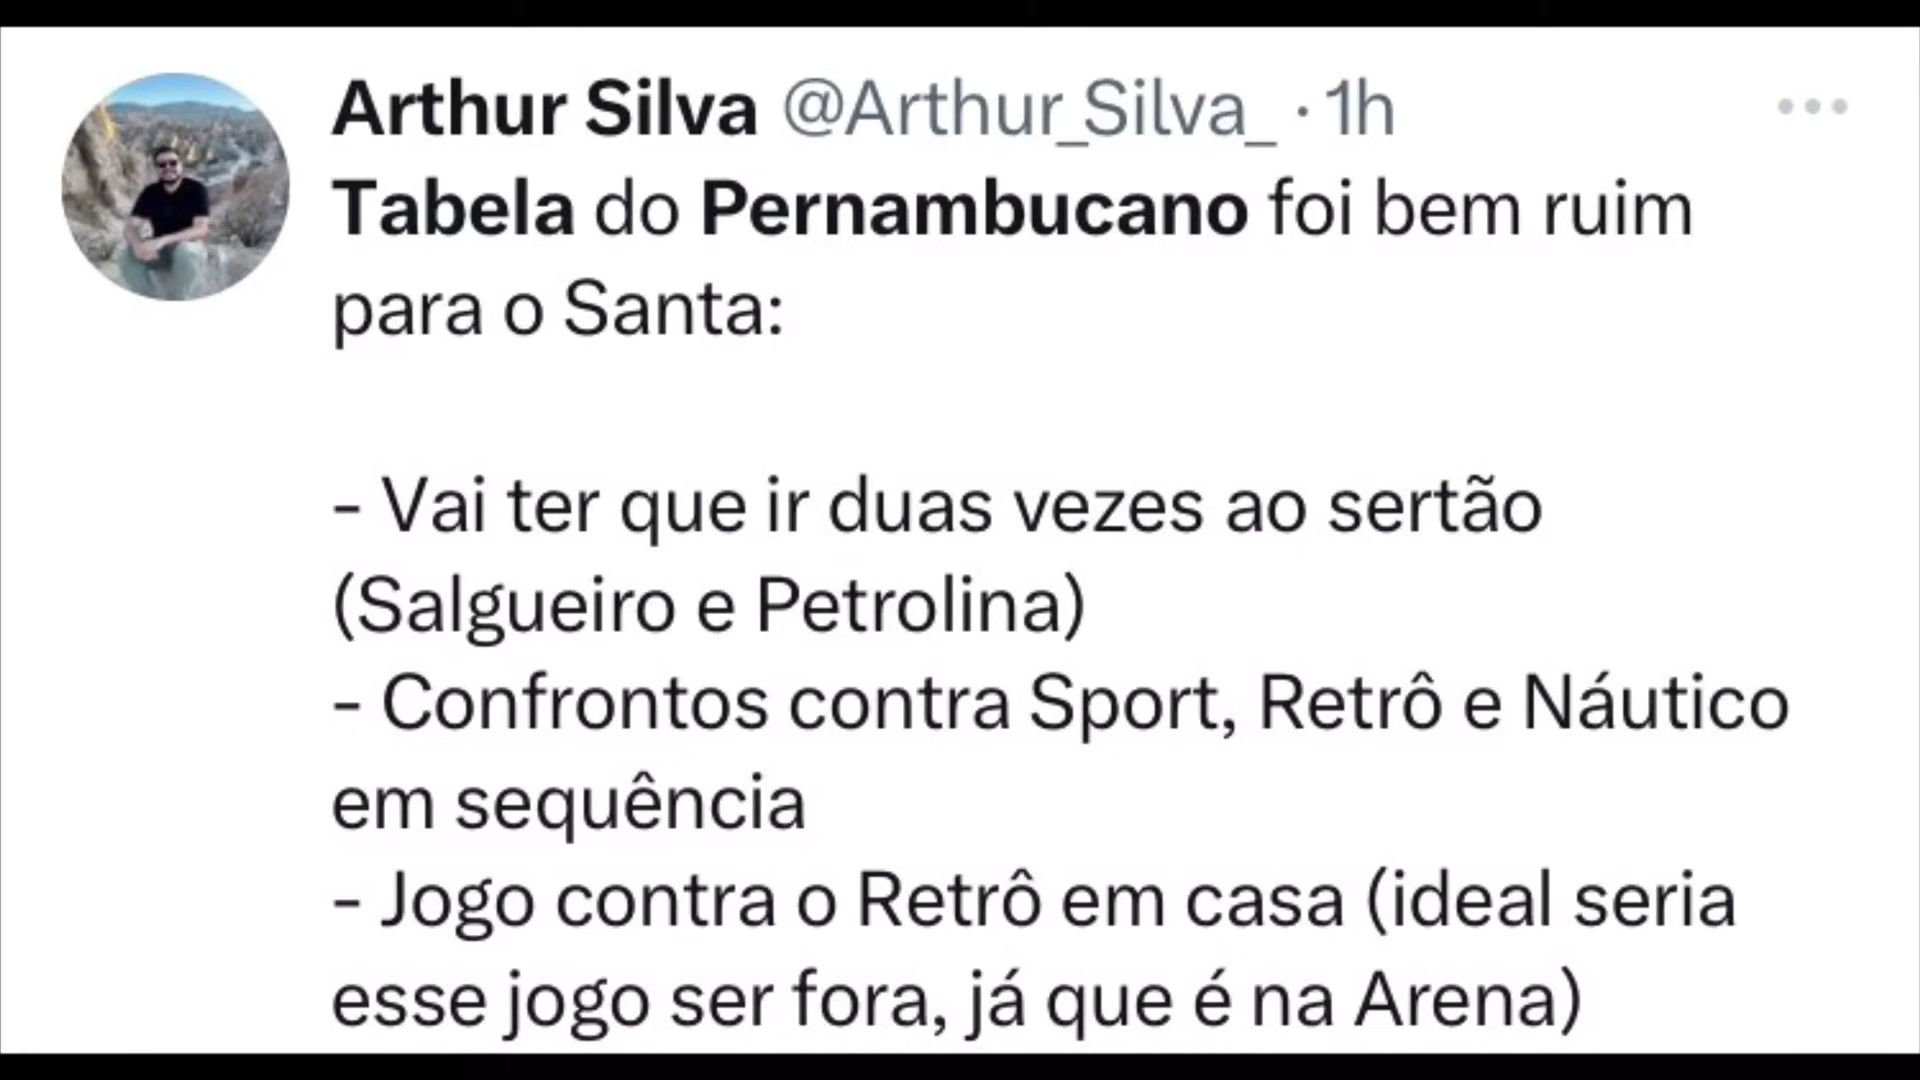 Arthur Silva @Arthur_Silva_ · 1h
Tabela do Pernambucano foi bem ruim
para o Santa:
- Vai ter que ir duas vezes ao sertão
(Salgueiro e Petrolina)
- Confrontos contra Sport, Retrô e Náutico
em sequência
- Jogo contra o Retrô em casa (ideal seria
esse jogo ser fora, já que é na Arena)